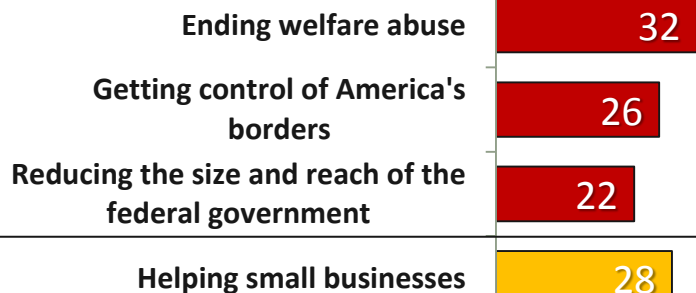 Ending welfare abuse 32
Getting control of America's
borders 26
Reducing the size and reach of the
federal government 22
Helping small businesses 28